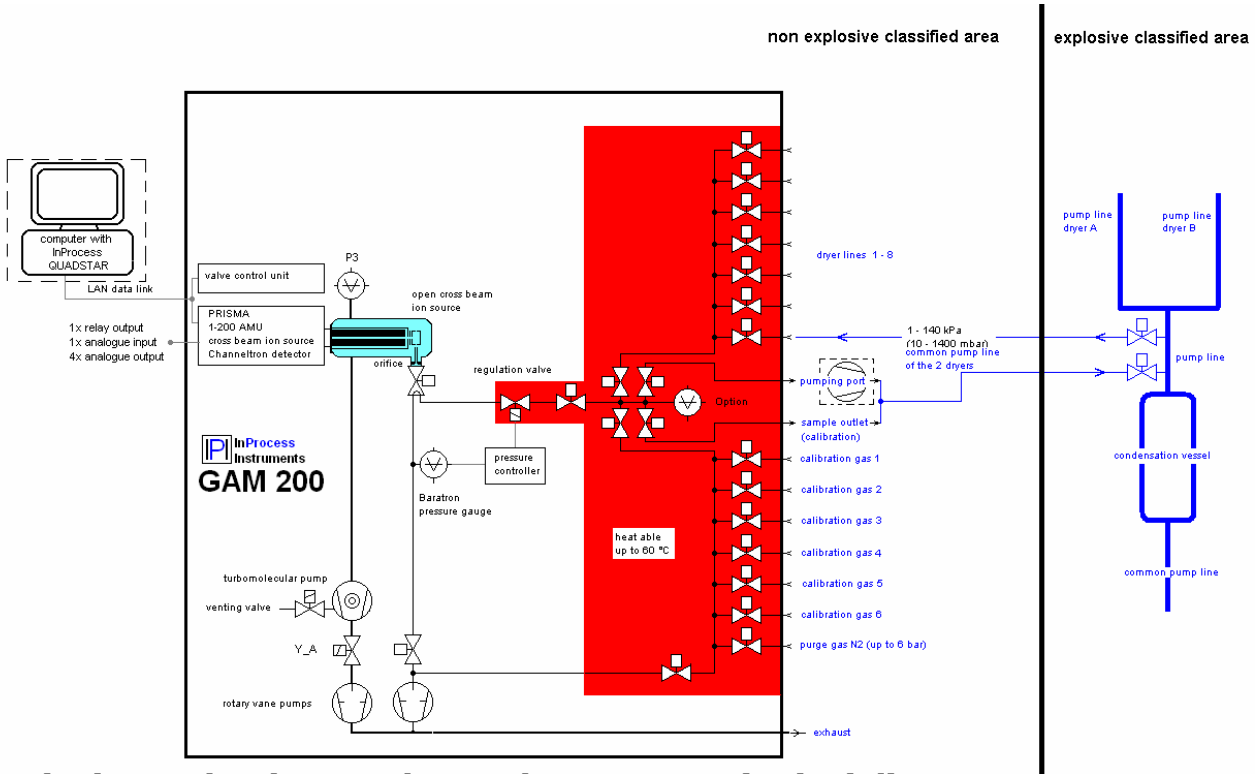 non explosive classified area
explosive classified area
computer with
InProcess
QUADSTAR
LAN data link
valve control unit
PRISMA
1-200 AMU
cross beam ion source
Channeltron detector
1x relay output
1x analogue input
4x analogue output
P3
open cross beam
ion source
orifice
regulation valve
Option
pressure
controller
Baratron
pressure gauge
IPI InProcess
Instruments
GAM 200
heat able
up to 60 °C
turbomolecular pump
venting valve
Y_A
rotary vane pumps
dryer lines 1 - 8
1 - 140 kPa
(10 - 1400 mbar)
common pump line
of the 2 dryers
pumping port
sample outlet
(calibration)
calibration gas 1
calibration gas 2
calibration gas 3
calibration gas 4
calibration gas 5
calibration gas 6
purge gas N2 (up to 6 bar)
exhaust
pump line
dryer A
pump line
dryer B
pump line
condensation vessel
common pump line